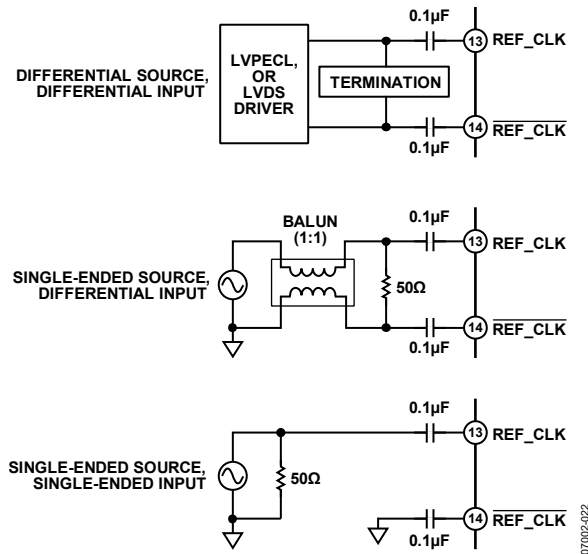 0.1µF
13 REF_CLK
LVPECL,
OR
LVDS
DRIVER
TERMINATION
DIFFERENTIAL SOURCE,
DIFFERENTIAL INPUT
14 REF_CLK
0.1µF
BALUN
(1:1)
0.1µF
13 REF_CLK
SINGLE-ENDED SOURCE,
DIFFERENTIAL INPUT
50Ω
14 REF_CLK
0.1µF
0.1µF
13 REF_CLK
SINGLE-ENDED SOURCE,
SINGLE-ENDED INPUT
50Ω
14 REF_CLK
0.1µF
07002-022